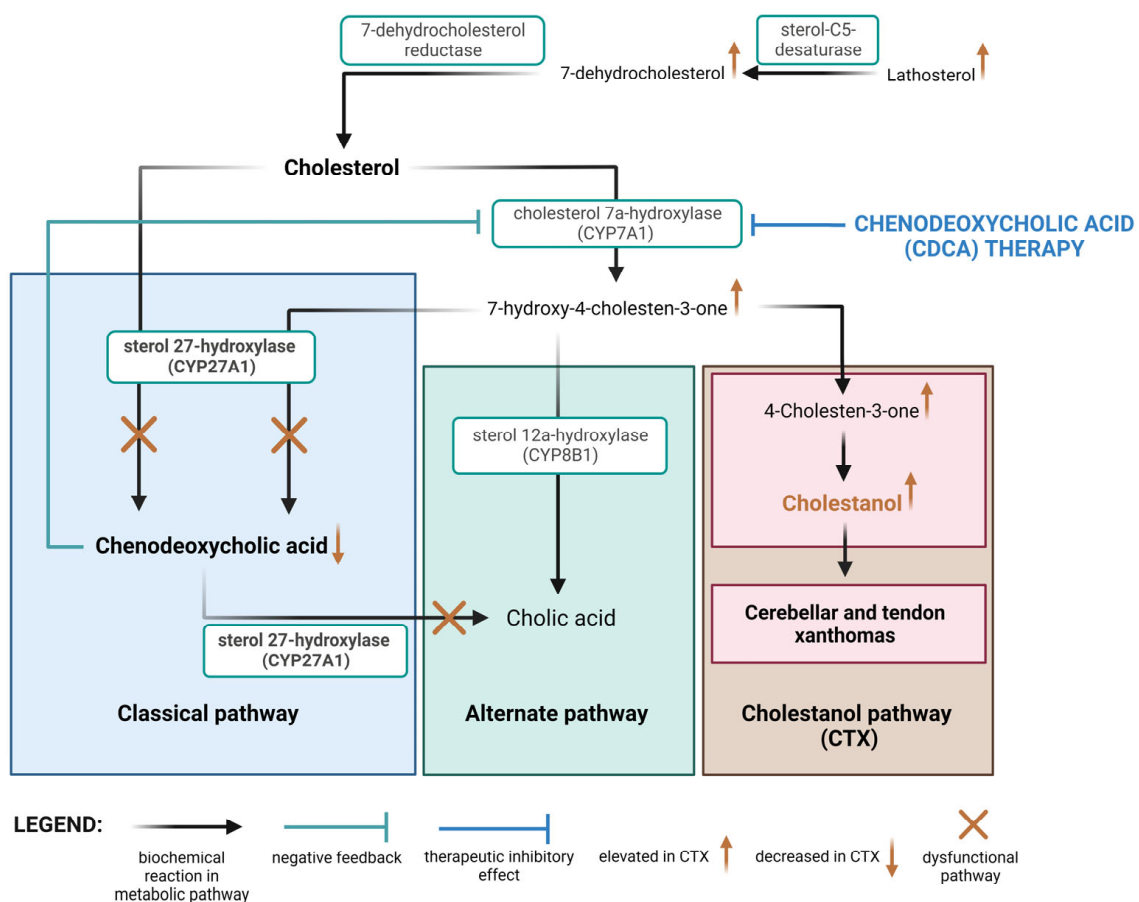 7-dehydrocholesterol
reductase
sterol-C5-
desaturase
7-dehydrocholesterol
Lathosterol
Cholesterol
cholesterol 7a-hydroxylase
(CYP7A1)
CHENODEOXYCHOLIC ACID
(CDCA) THERAPY
7-hydroxy-4-cholesten-3-one
sterol 27-hydroxylase
(CYP27A1)
sterol 12a-hydroxylase
(CYP8B1)
4-Cholesten-3-one
Cholestanol
Chenodeoxycholic acid
Cholic acid
sterol 27-hydroxylase
(CYP27A1)
Cerebellar and tendon
xanthomas
Classical pathway
Alternate pathway
Cholestanol pathway
(CTX)
LEGEND:
biochemical
reaction in
metabolic pathway
negative feedback
therapeutic inhibitory
effect
elevated in CTX
decreased in CTX
dysfunctional
pathway